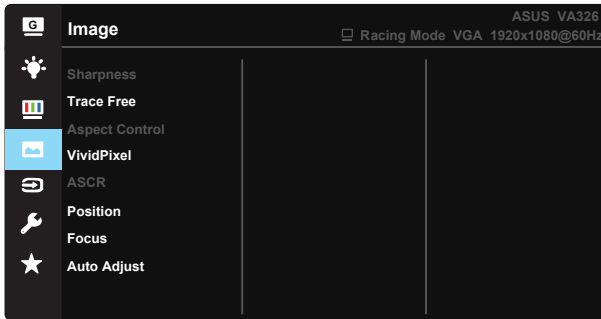 G
Image
ASUS VA326
Racing Mode VGA 1920x1080@60Hz
Sharpness
Trace Free
Aspect Control
VividPixel
ASCR
Position
Focus
Auto Adjust